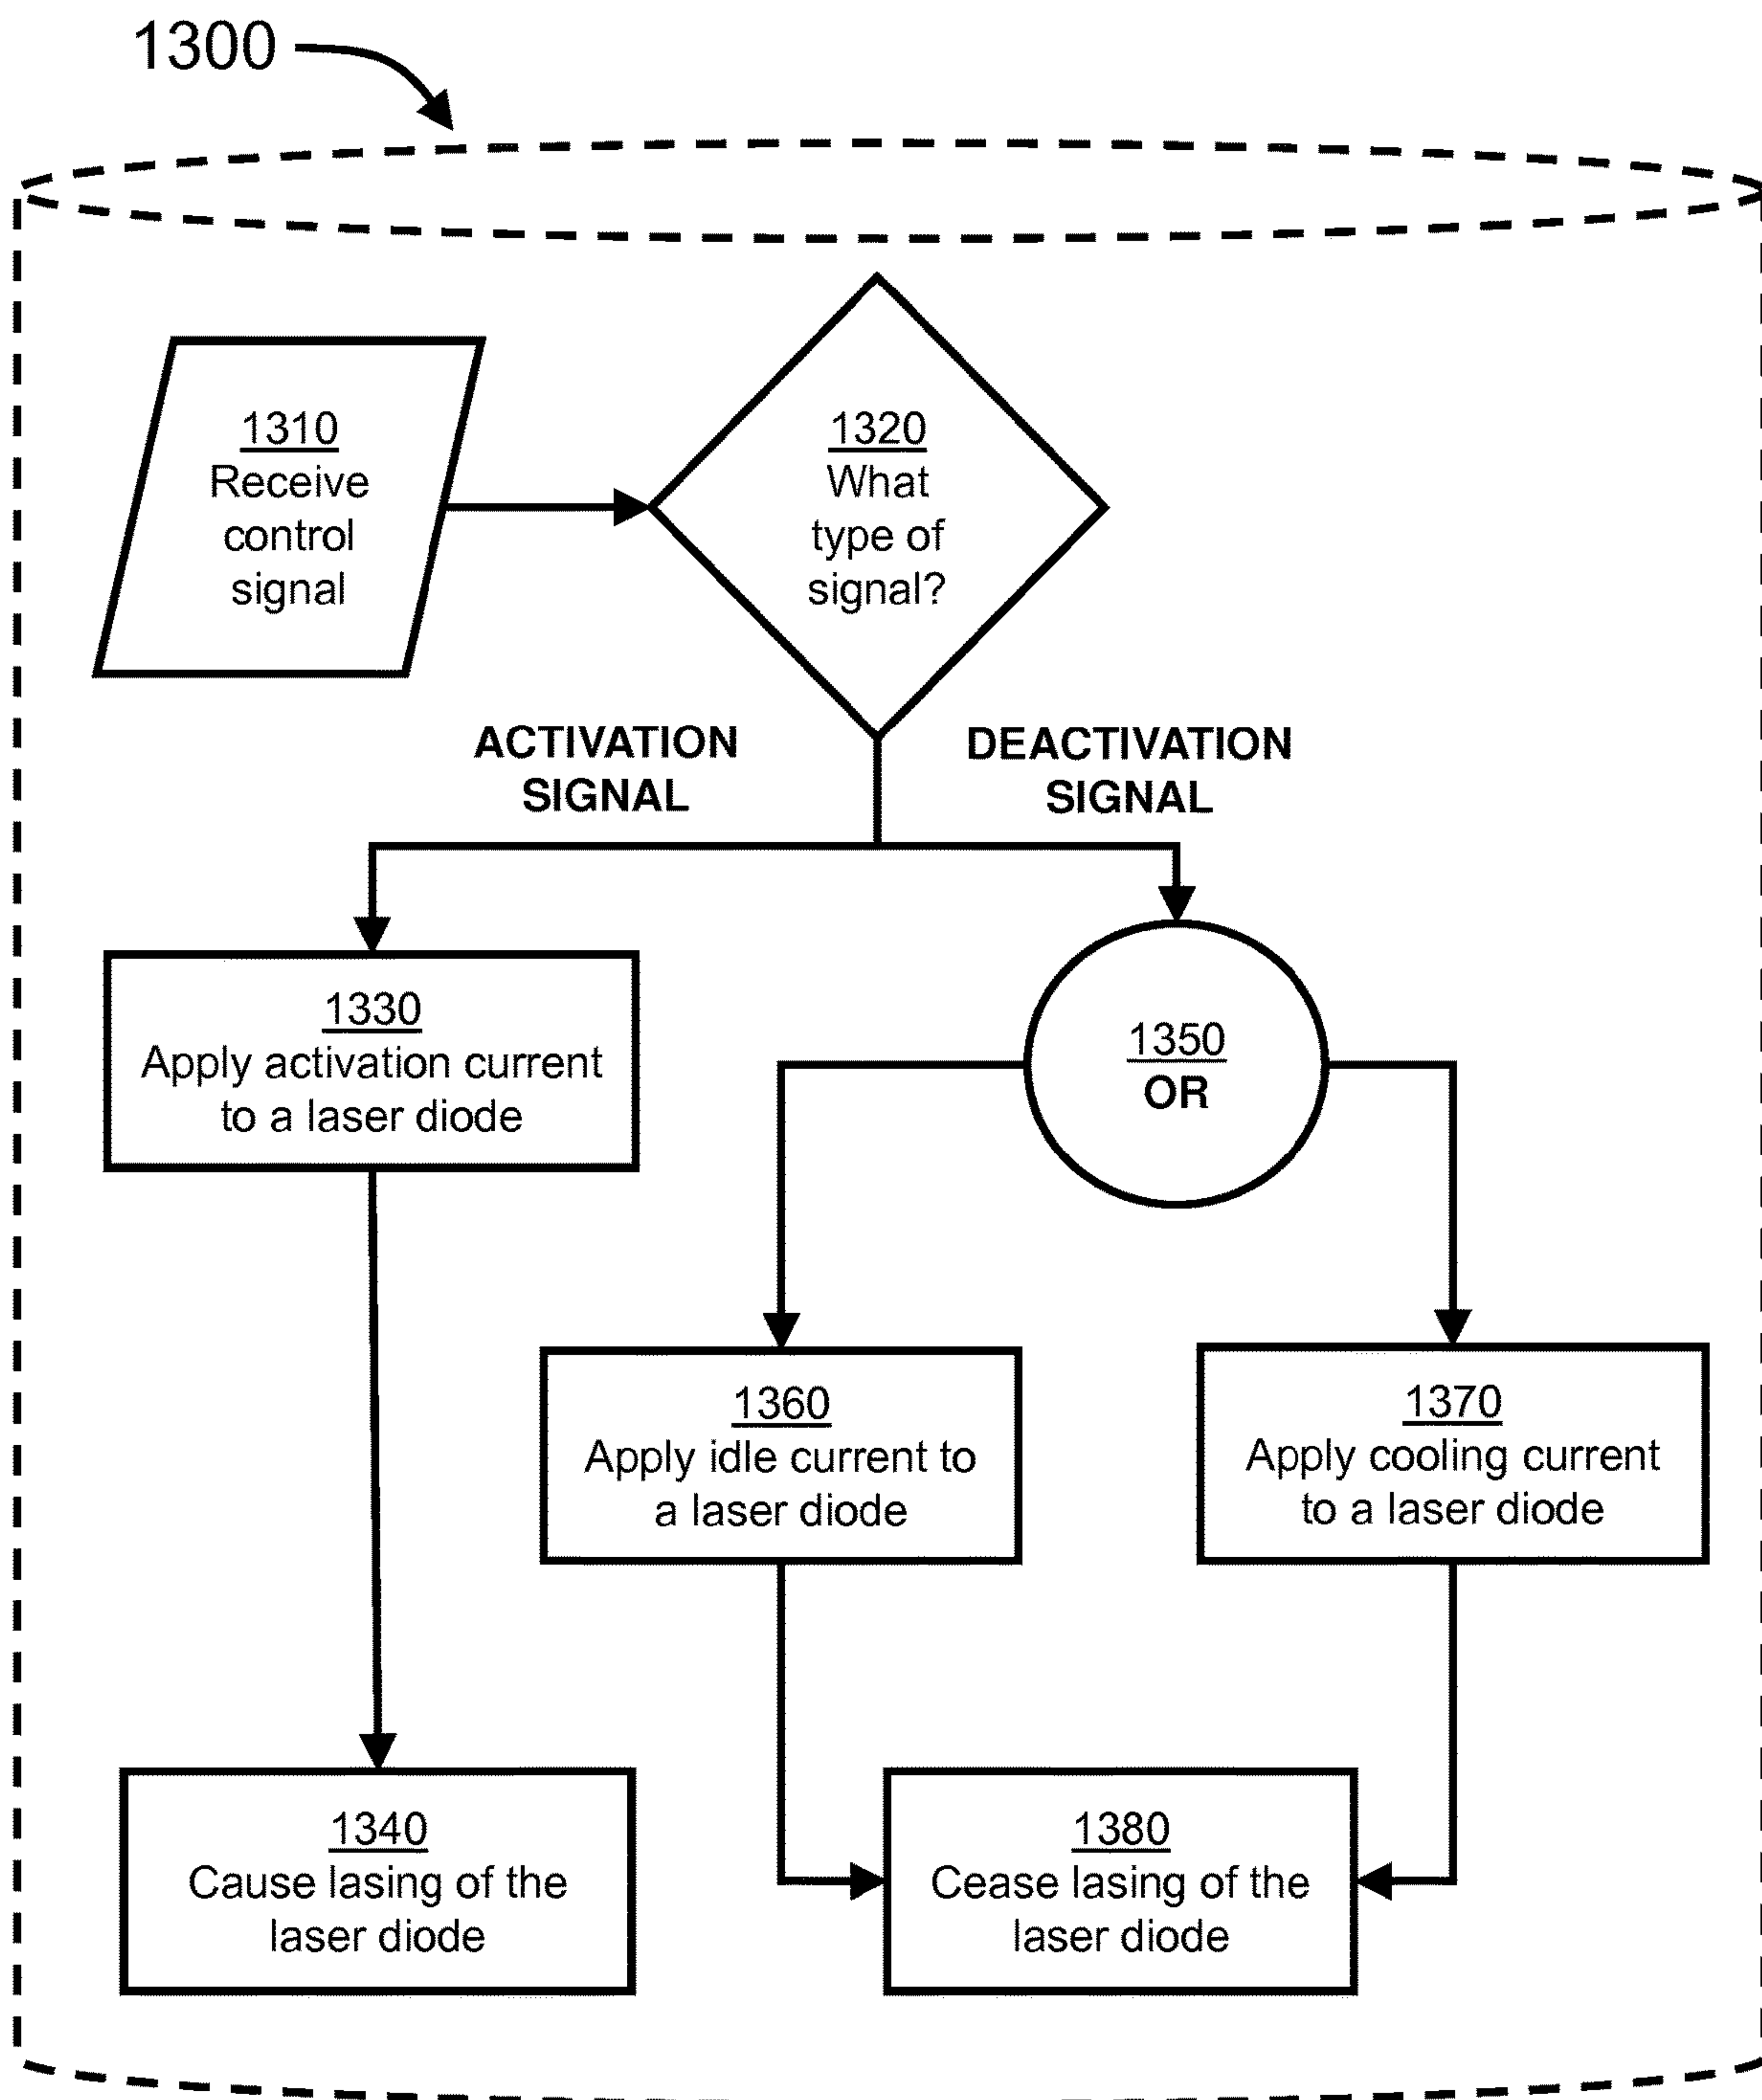 1300
1310
Receive
control
signal
1320
What
type of
signal?
ACTIVATION
SIGNAL
DEACTIVATION
SIGNAL
1330
Apply activation current
to a laser diode
1350
OR
1360
Apply idle current to
a laser diode
1370
Apply cooling current
to a laser diode
1340
Cause lasing of the
laser diode
1380
Cease lasing of the
laser diode